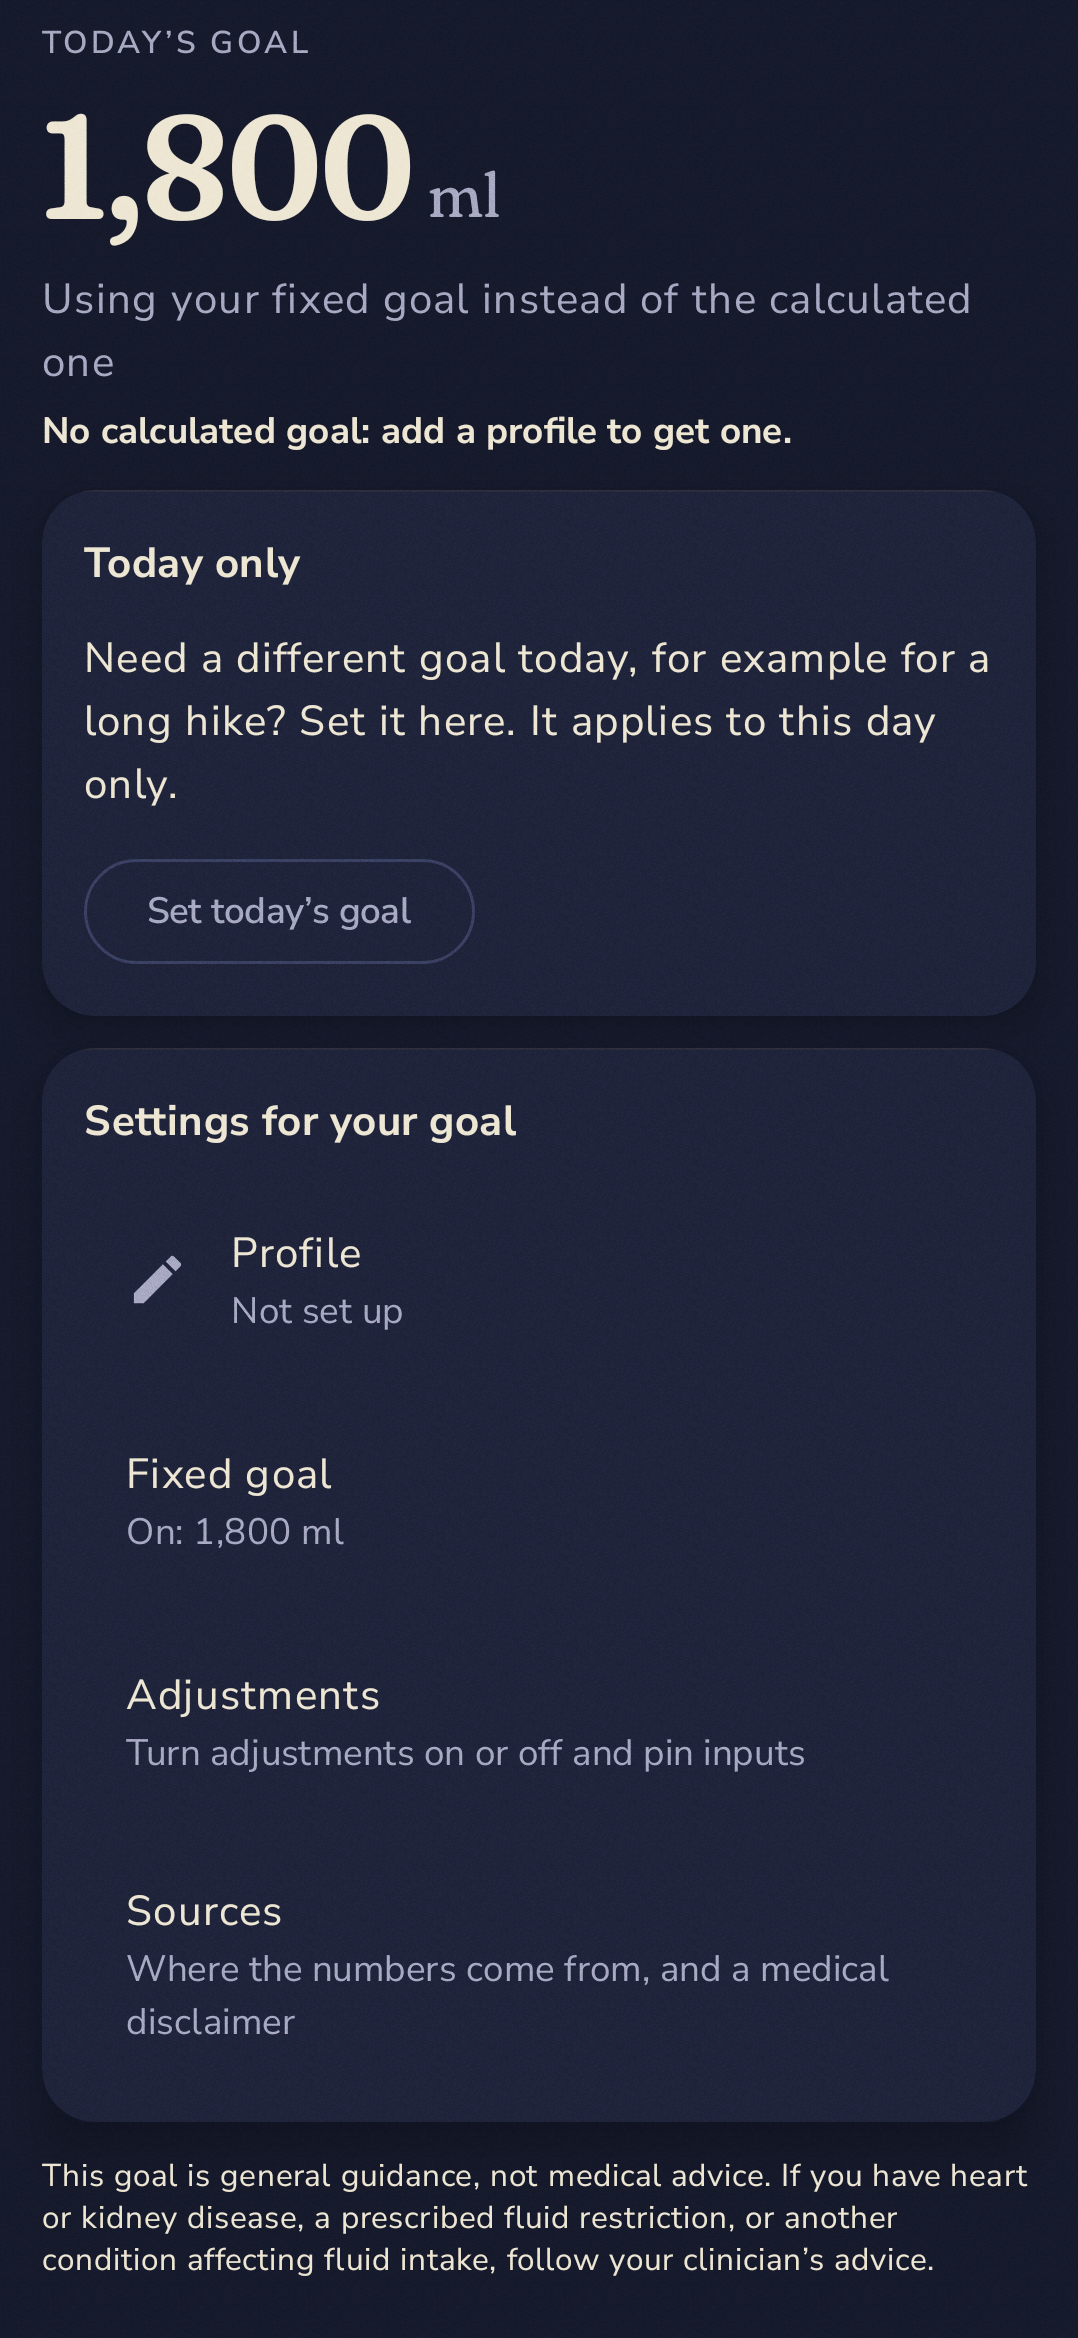 TODAY’S GOAL
1,800 ml
Using your fixed goal instead of the calculated
one
No calculated goal: add a profile to get one.
Today only
Need a different goal today, for example for a
long hike? Set it here. It applies to this day
only.
Set today’s goal
Settings for your goal
Profile
Not set up
Fixed goal
On: 1,800 ml
Adjustments
Turn adjustments on or off and pin inputs
Sources
Where the numbers come from, and a medical
disclaimer
This goal is general guidance, not medical advice. If you have heart
or kidney disease, a prescribed fluid restriction, or another
condition affecting fluid intake, follow your clinician’s advice.